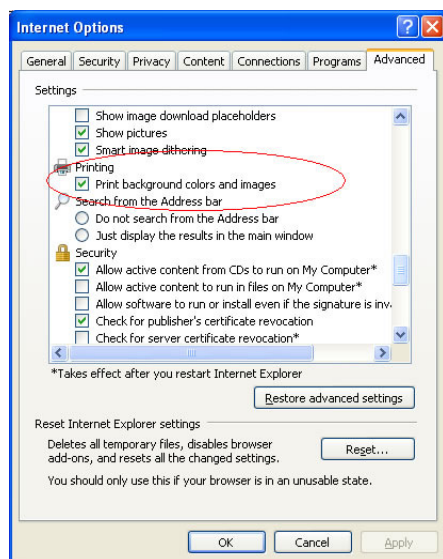 Internet Options
General Security Privacy Content Connections Programs Advanced
Settings
Show image download placeholders
Show pictures
Smart image dithering
Printing
Print background colors and images
Search from the Address bar
Do not search from the Address bar
Just display the results in the main window
Security
Allow active content from CDs to run on My Computer*
Allow active content to run in files on My Computer*
Allow software to run or install even if the signature is inv
Check for publisher's certificate revocation
Check for server certificate revocation*
*Takes effect after you restart Internet Explorer
Restore advanced settings
Reset Internet Explorer settings
Deletes all temporary files, disables browser
add-ons, and resets all the changed settings.
Reset...
You should only use this if your browser is in an unusable state.
OK Cancel Apply